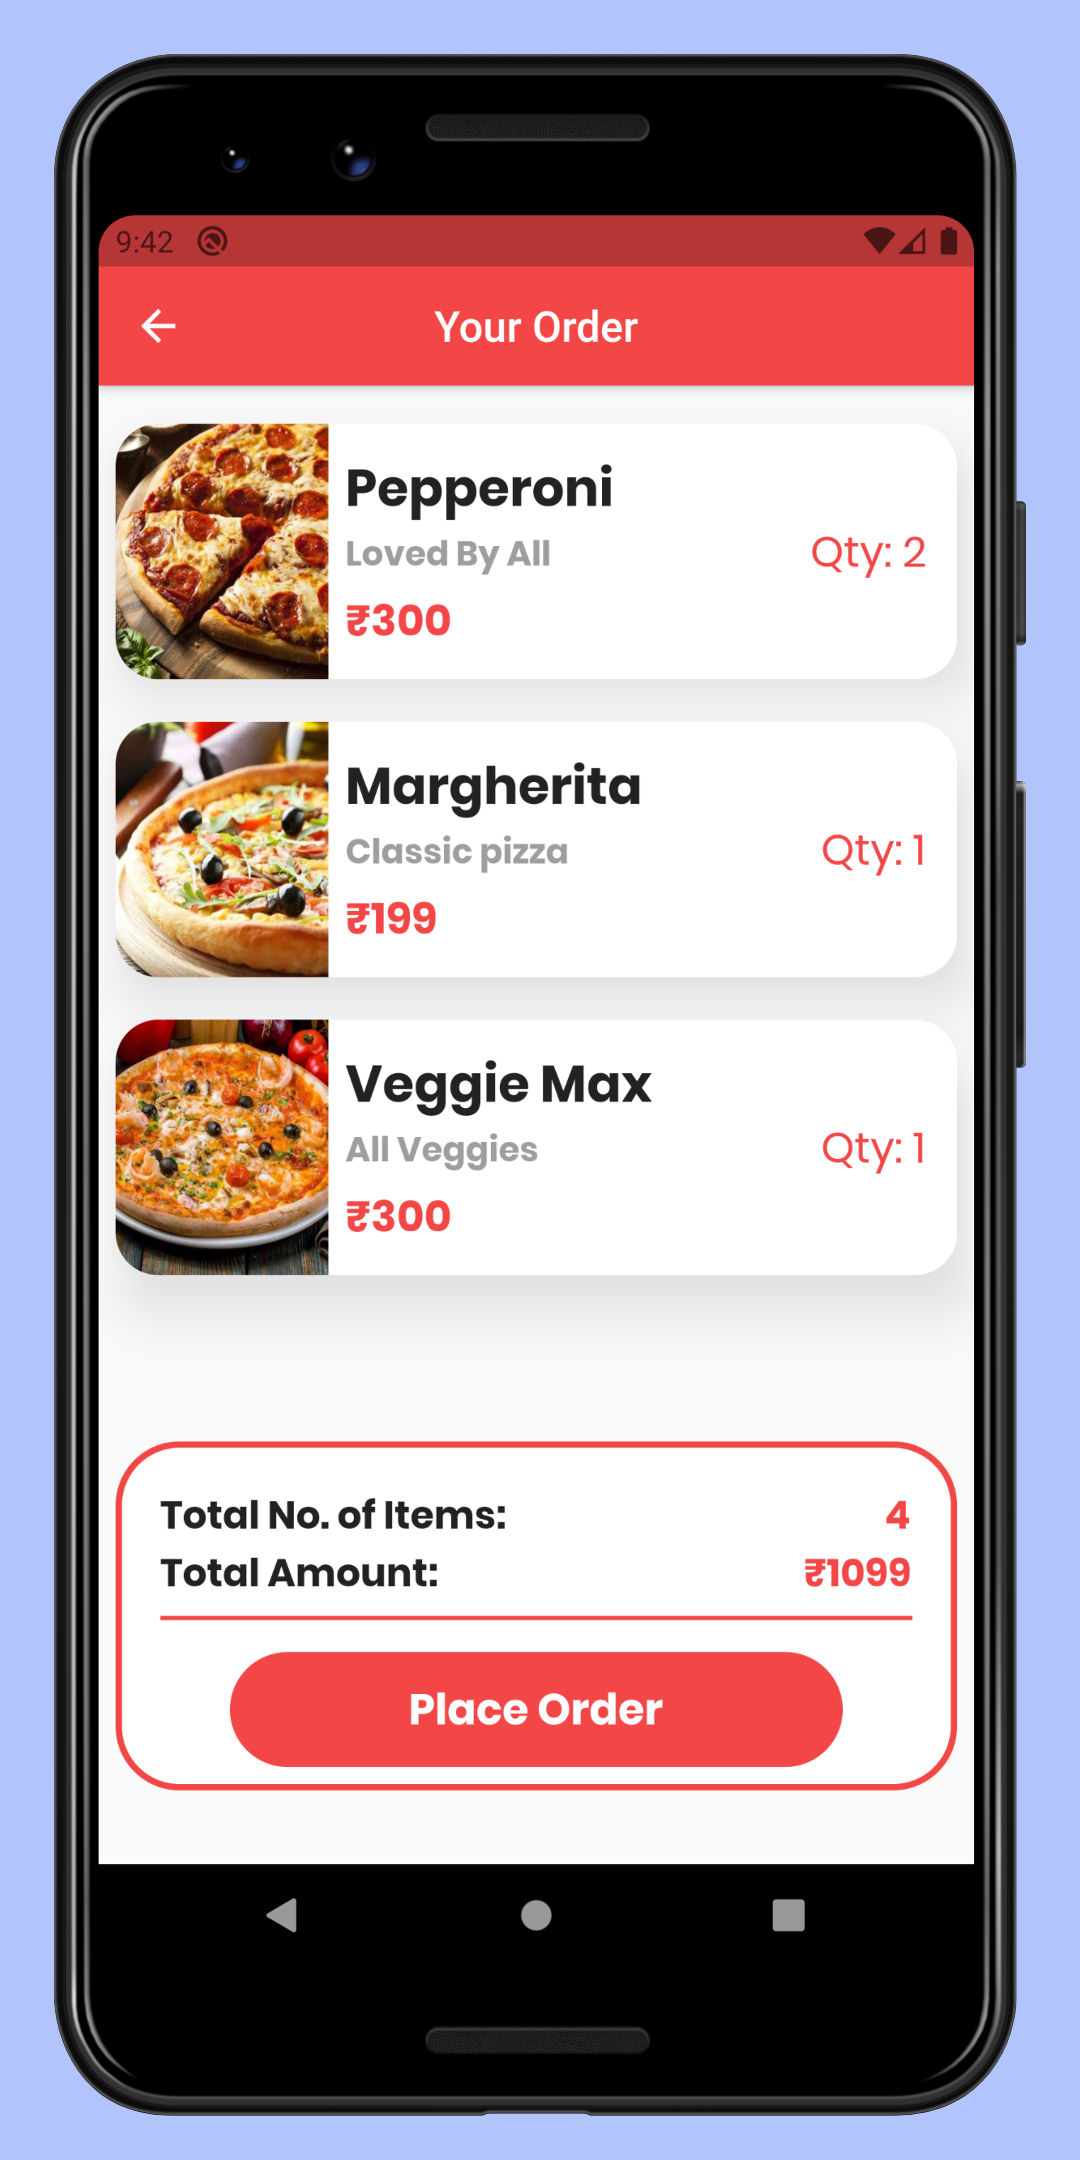 9:42
Your Order
Pepperoni
Loved By All
Qty: 2
₹300
Margherita
Classic pizza
Qty: 1
₹199
Veggie Max
All Veggies
Qty: 1
₹300
Total No. of Items: 4
Total Amount: ₹1099
Place Order